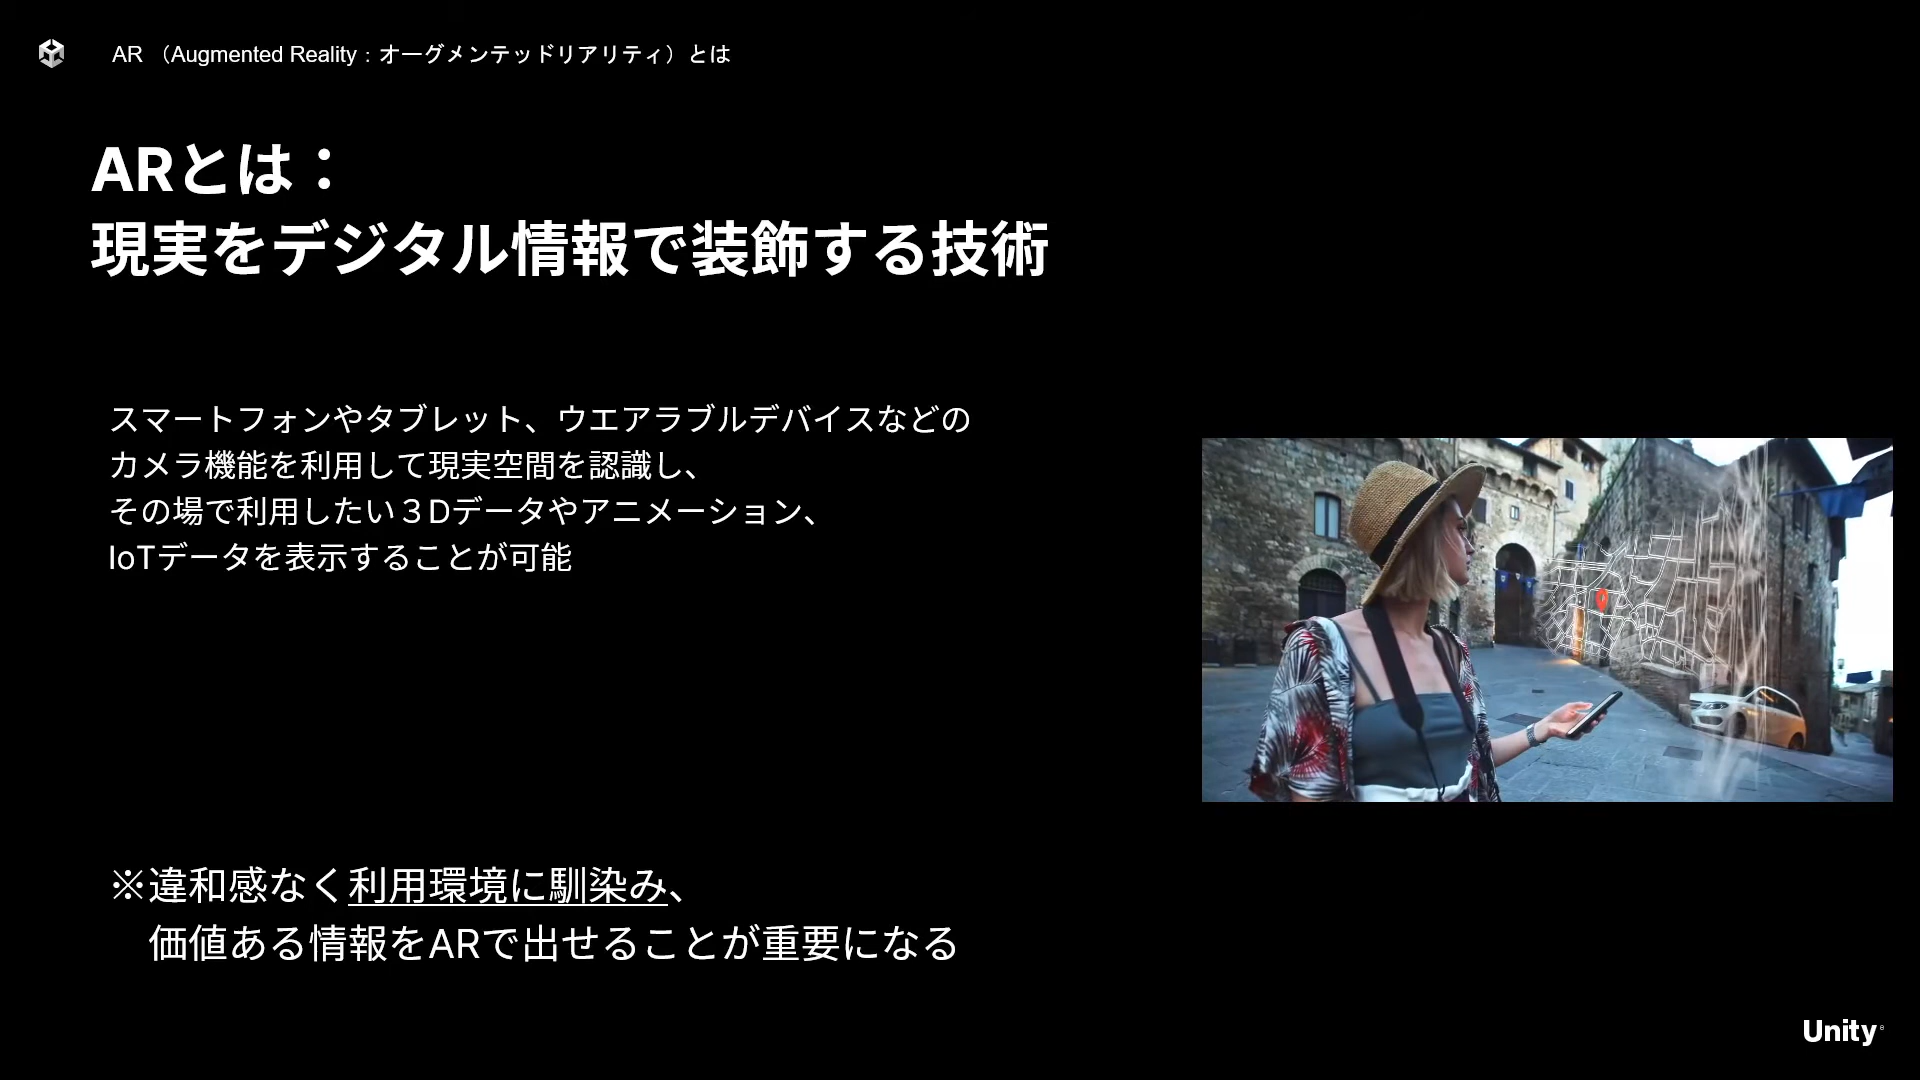 AR （Augmented Reality：オーグメンテッドリアリティ）とは
ARとは：
現実をデジタル情報で装飾する技術
スマートフォンやタブレット、ウエアラブルデバイスなどの
カメラ機能を利用して現実空間を認識し、
その場で利用したい３Dデータやアニメーション、
IoTデータを表示することが可能
※違和感なく利用環境に馴染み、
価値ある情報をARで出せることが重要になる
Unity